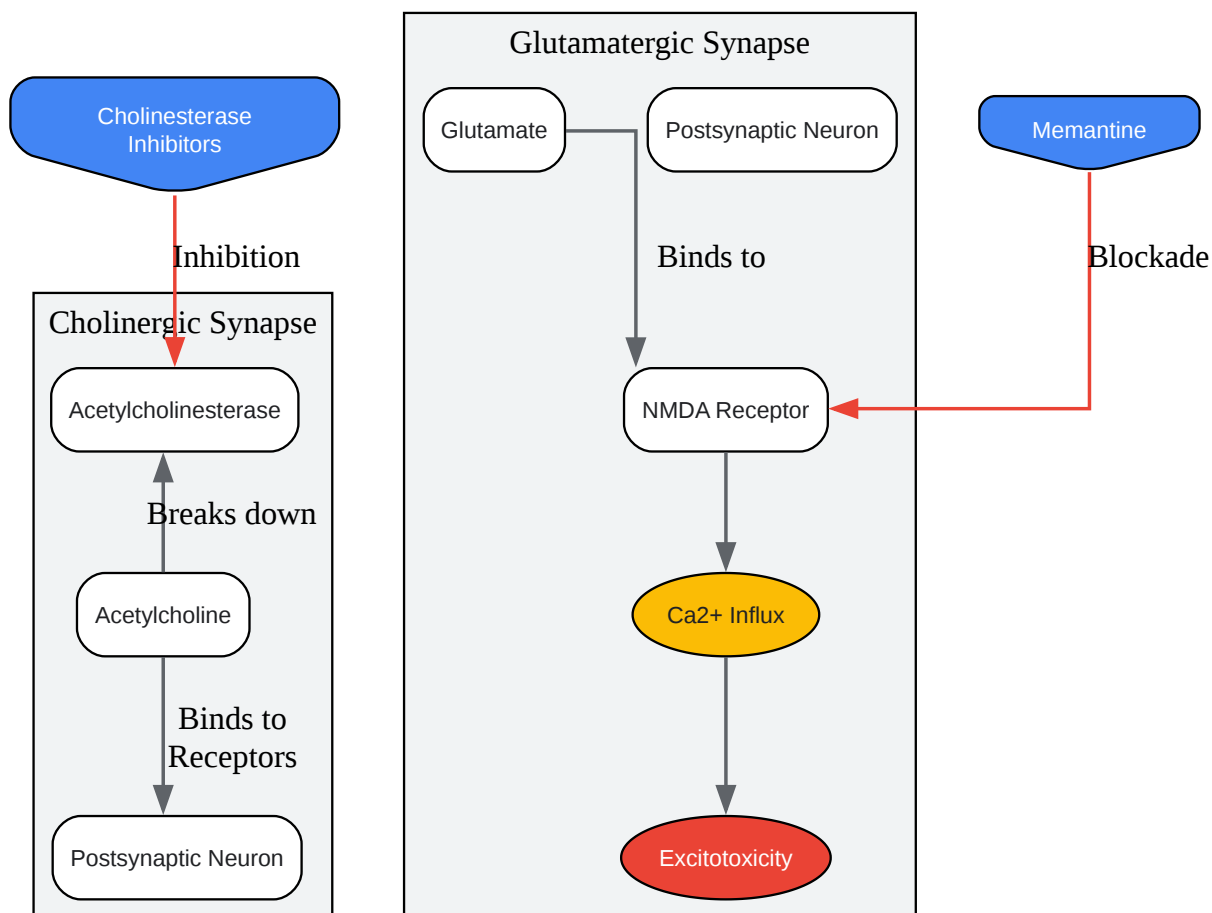 Glutamatergic Synapse
Cholinesterase
Inhibitors
Glutamate
Postsynaptic Neuron
Memantine
Inhibition
Binds to
Blockade
Cholinergic Synapse
Acetylcholinesterase
NMDA Receptor
Breaks down
Acetylcholine
Ca2+ Influx
Binds to
Receptors
Postsynaptic Neuron
Excitotoxicity